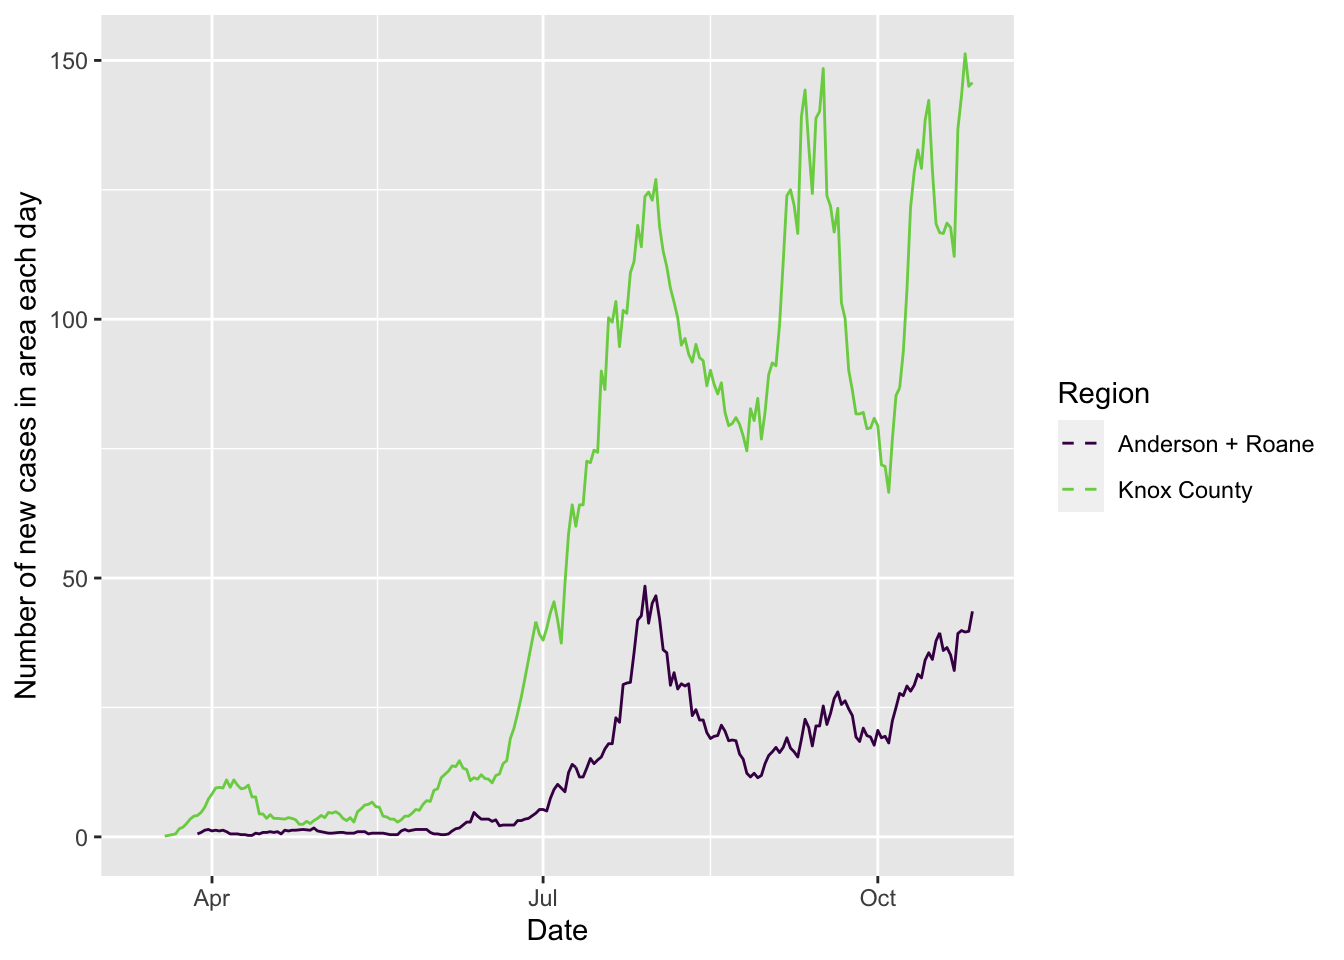 Number of new cases in area each day
150
100
50
0
Apr
Jul
Oct
Date
Region
Anderson + Roane
Knox County